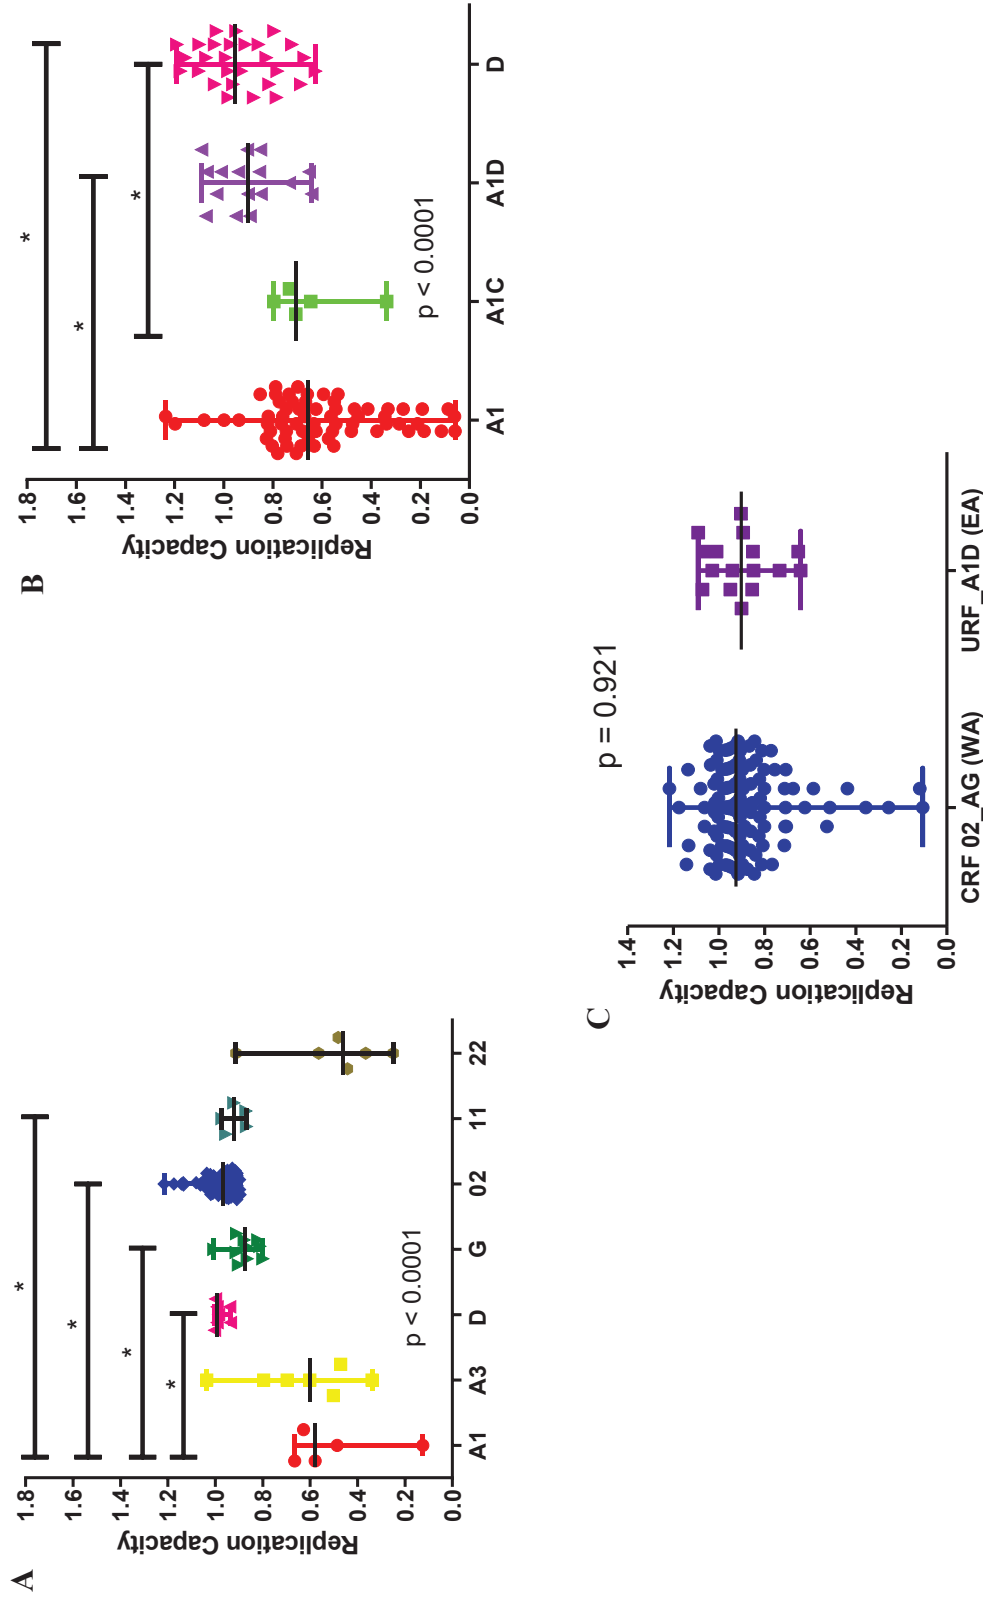 A
Replication Capacity
1.8
1.6
1.4
1.2
1.0
0.8
0.6
0.4
0.2
0.0
*
*
*
*
p < 0.0001
A1 A3 D G 02 11 22
B
Replication Capacity
1.8
1.6
1.4
1.2
1.0
0.8
0.6
0.4
0.2
0.0
*
*
*
p < 0.0001
A1 A1C A1D D
C
Replication Capacity
p = 0.921
1.4
1.2
1.0
0.8
0.6
0.4
0.2
0.0
CRF 02_AG (WA) URF_A1D (EA)